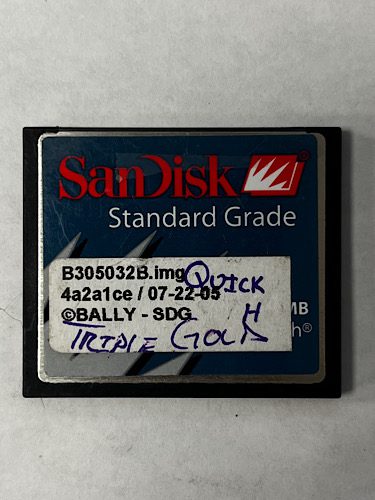 SanDisk
Standard Grade
B305032B.img QUICK
4a2a1ce / 07-22-05
MB
©BALLY - SDG H
h®
TRIPLE GOLD